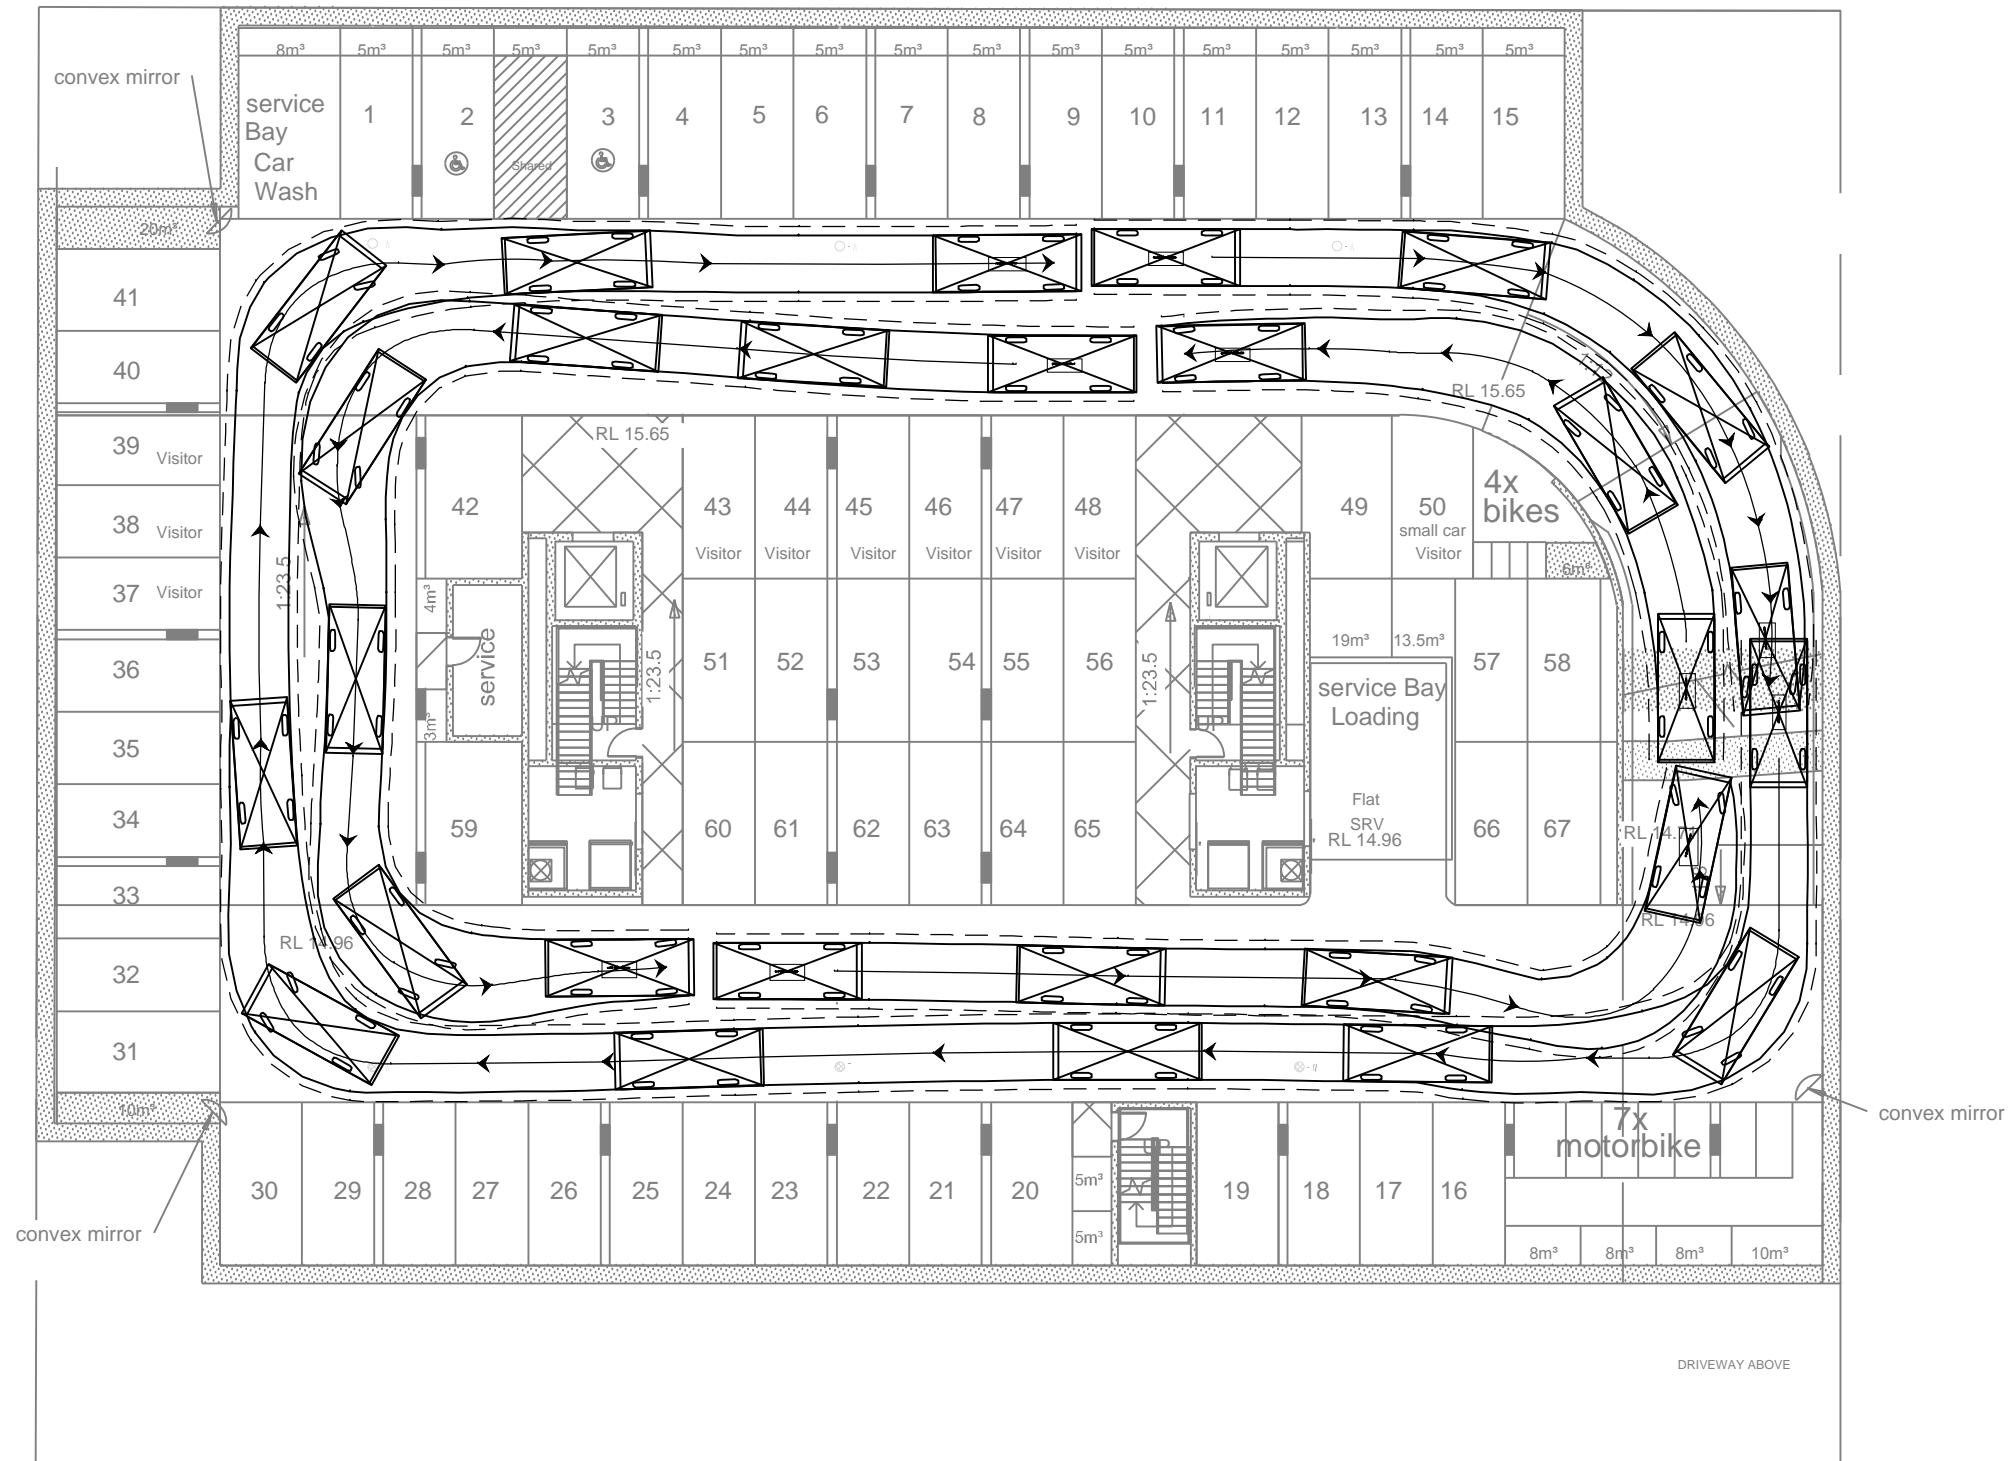 8m³ 5m³ 5m³ 5m³ 5m³ 5m³ 5m³ 5m³ 5m³ 5m³ 5m³ 5m³ 5m³ 5m³ 5m³ 5m³ 5m³
convex mirror
service
Bay
Car
Wash
1 2 3 4 5 6 7 8 9 10 11 12 13 14 15
Shared
20m³
41
40
39 Visitor
38 Visitor
37 Visitor
36
35
34
33
32
31
10m³
1:23.5
RL 15.65
RL 15.65
1:12
42
43 Visitor
44 Visitor
45 Visitor
46 Visitor
47 Visitor
48 Visitor
49
50
small car
Visitor
4x
bikes
6m³
4m³
3m³
service
UP
1:23.5
51 52 53 54 55 56
1:23.5
UP
19m³ 13.5m³
service Bay
Loading
Flat
SRV
RL 14.96
57 58
59
60 61 62 63 64 65
66 67
RL 14.96
RL 14.96
30 29 28 27 26 25 24 23 22 21 20
5m³
5m³
19 18 17 16
7x
motorbike
8m³ 8m³ 8m³ 10m³
convex mirror
convex mirror
DRIVEWAY ABOVE